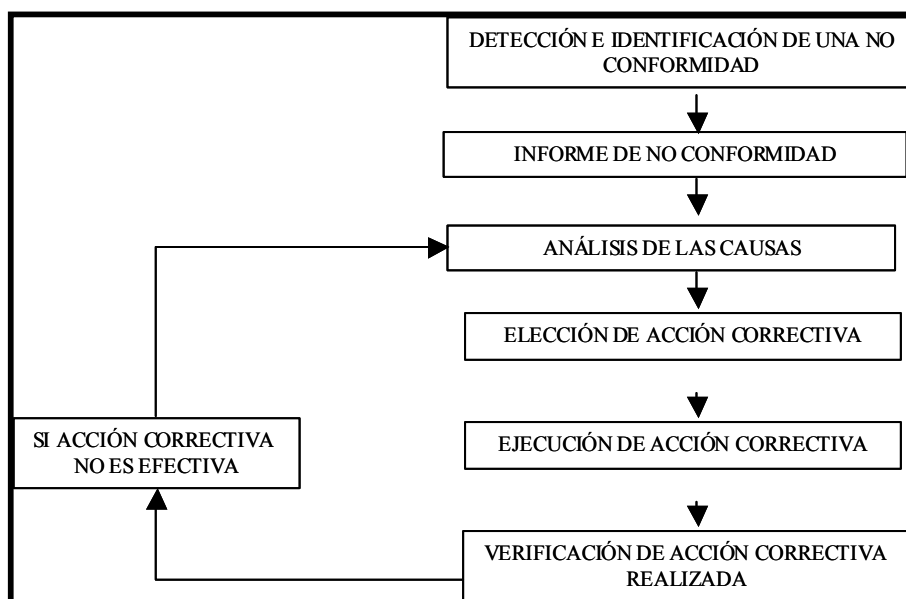 DETECCIÓN E IDENTIFICACIÓN DE UNA NO
CONFORMIDAD
INFORME DE NO CONFORMIDAD
ANÁLISIS DE LAS CAUSAS
ELECCIÓN DE ACCIÓN CORRECTIVA
SI ACCIÓN CORRECTIVA
NO ES EFECTIVA
EJECUCIÓN DE ACCIÓN CORRECTIVA
VERIFICACIÓN DE ACCIÓN CORRECTIVA
REALIZADA